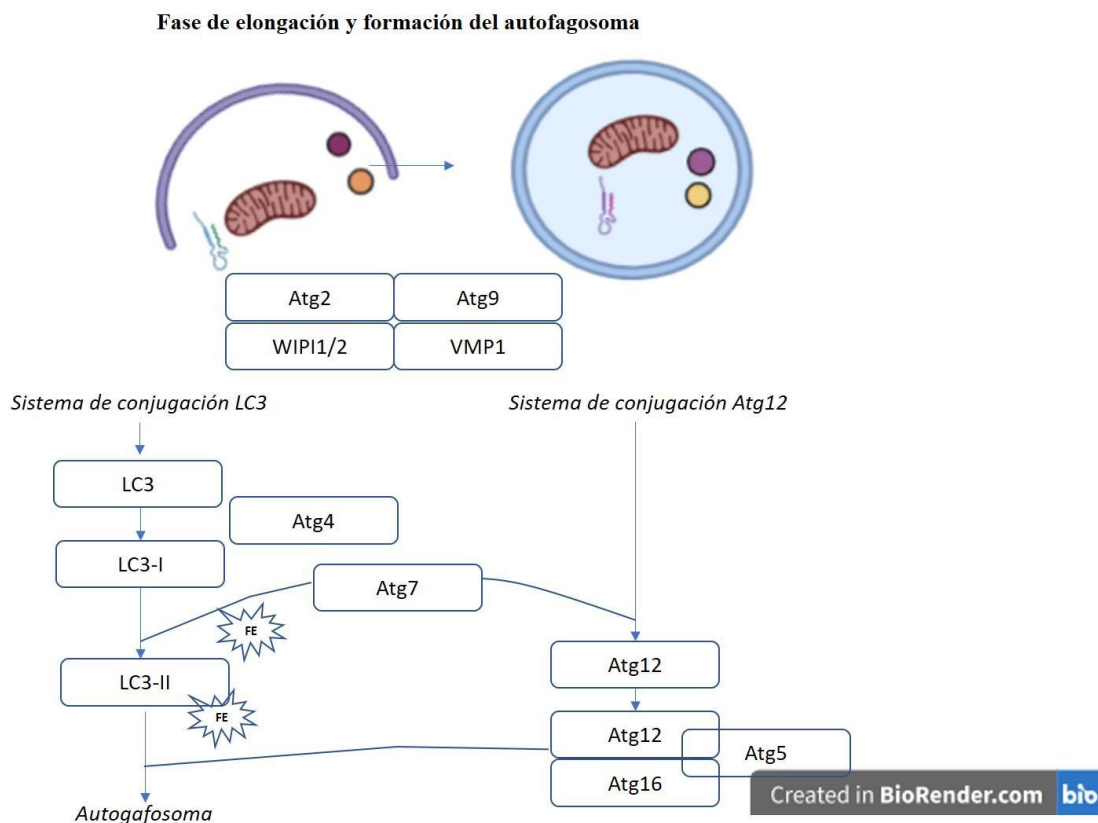 Fase de elongación y formación del autofagosoma
Atg2
Atg9
WIPI1/2
VMP1
Sistema de conjugación LC3
Sistema de conjugación Atg12
LC3
Atg4
LC3-I
Atg7
FE
Atg12
LC3-II
FE
Atg12
Atg5
Atg16
Autogafosoma
Created in BioRender.com
bio